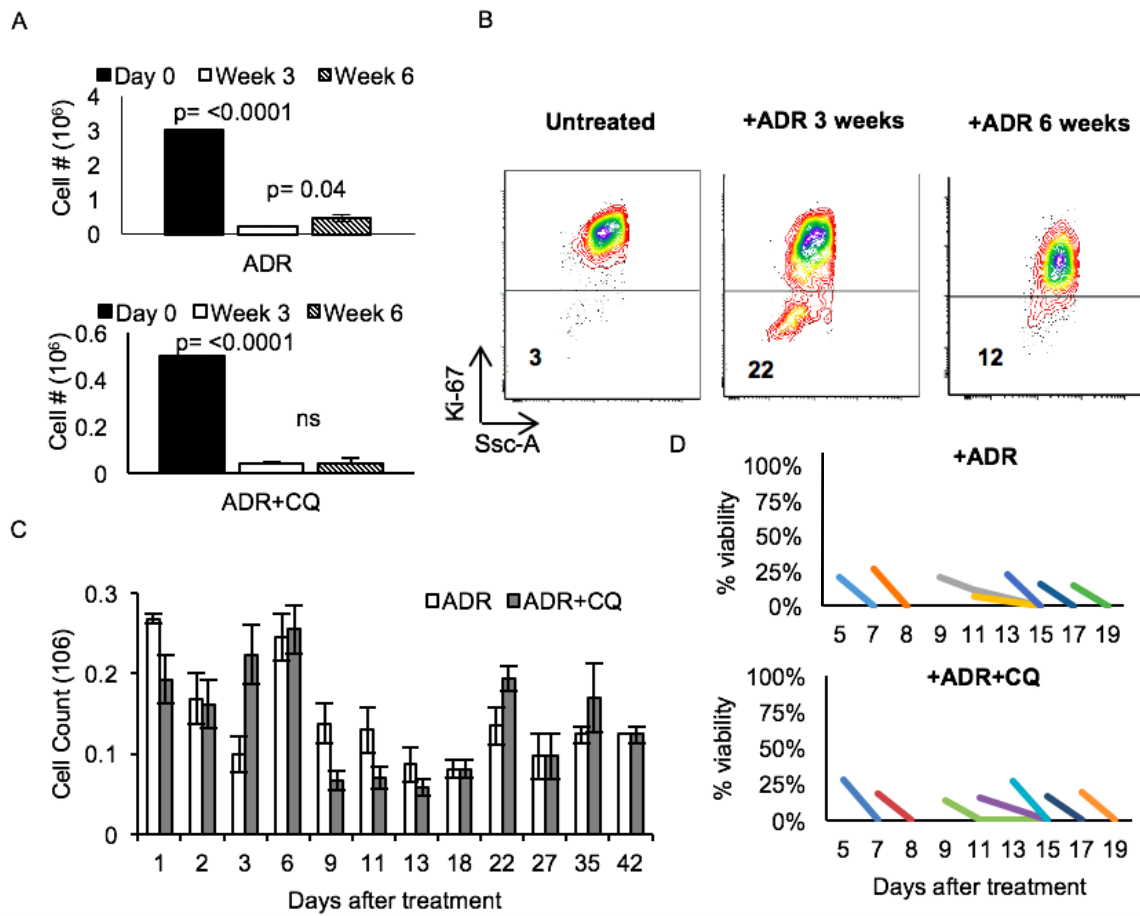 A
■Day 0 □Week 3 ▨Week 6
4
3
2
1
0
Cell # (10⁶)
p= <0.0001
p= 0.04
ADR
■Day 0 □Week 3 ▨Week 6
0.6
0.4
0.2
0
Cell # (10⁶)
p= <0.0001
ns
ADR+CQ
B
Untreated
+ADR 3 weeks
+ADR 6 weeks
3
22
12
Ki-67
Ssc-A
C
□ADR ■ADR+CQ
0.3
0.2
0.1
0
Cell Count (106)
1 2 3 6 9 11 13 18 22 27 35 42
Days after treatment
D
+ADR
100%
75%
50%
25%
0%
% viability
5 7 8 9 11 13 15 17 19
+ADR+CQ
100%
75%
50%
25%
0%
% viability
5 7 8 9 11 13 15 17 19
Days after treatment